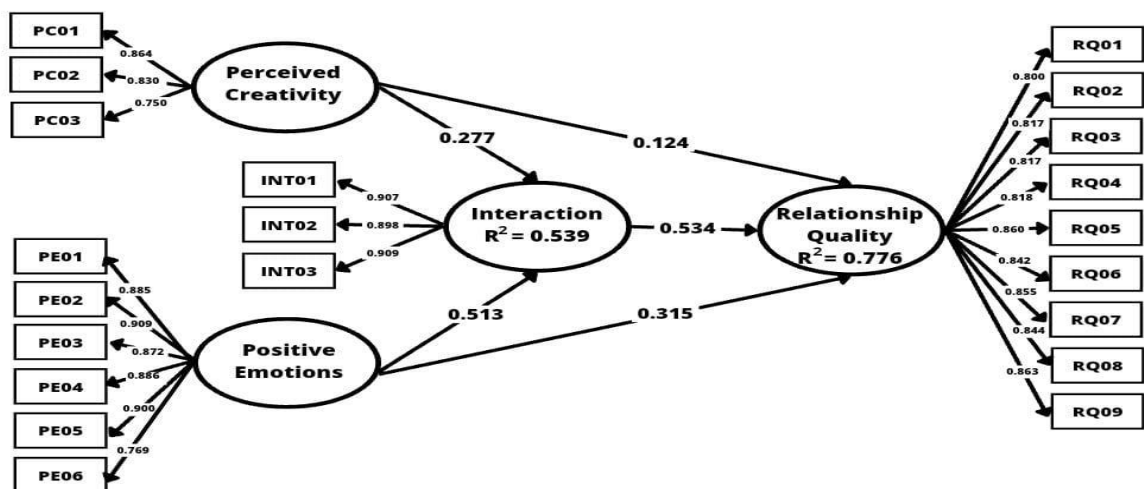 PC01
0.864
PC02
0.830
PC03
0.750
Perceived
Creativity
0.277
0.124
INT01
0.907
INT02
0.898
INT03
0.909
Interaction
R² = 0.539
0.534
Relationship
Quality
R² = 0.776
PE01
0.885
PE02
0.909
PE03
0.872
PE04
0.886
PE05
0.900
PE06
0.769
Positive
Emotions
0.513
0.315
RQ01
0.800
RQ02
0.817
RQ03
0.817
RQ04
0.818
RQ05
0.860
RQ06
0.842
RQ07
0.855
RQ08
0.844
RQ09
0.863